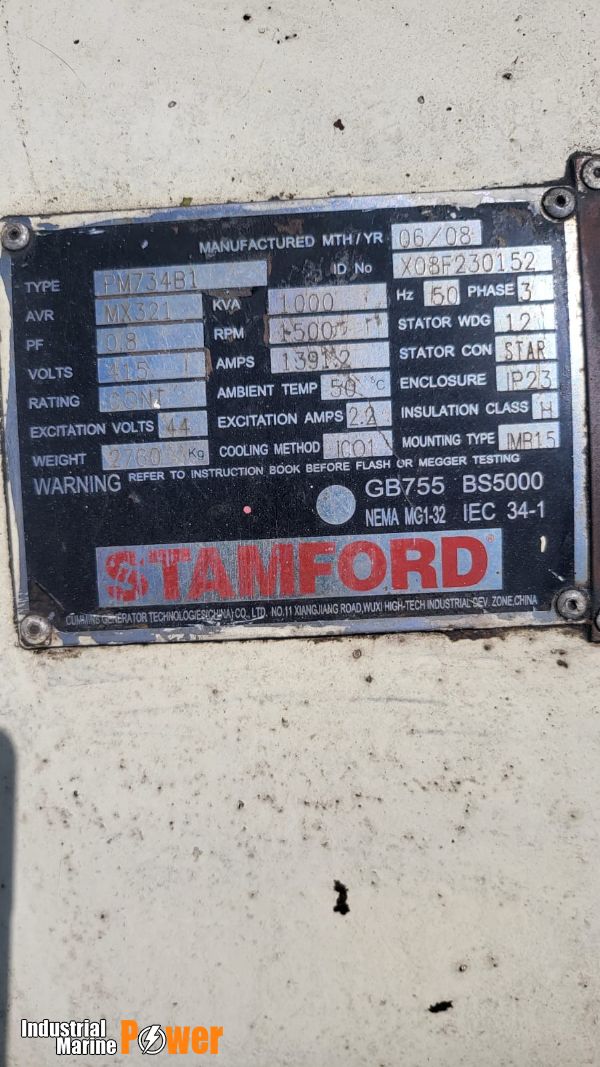 MANUFACTURED MTH/YR 06/08
TYPE PM734B1 ID No X08F230152
AVR MX321 KVA 1000 Hz 50 PHASE 3
PF 0.8 RPM 1500 STATOR WDG 12
VOLTS 415 AMPS 1391.2 STATOR CON STAR
RATING CONT AMBIENT TEMP 50 °C ENCLOSURE IP23
EXCITATION VOLTS 44 EXCITATION AMPS 2.2 INSULATION CLASS H
WEIGHT 2760 Kg COOLING METHOD IC01 MOUNTING TYPE IMB15
WARNING REFER TO INSTRUCTION BOOK BEFORE FLASH OR MEGGER TESTING
GB755 BS5000
NEMA MG1-32 IEC 34-1
STAMFORD®
CUMMINS GENERATOR TECHNOLOGIES(CHINA) CO., LTD. NO.11 XIANGJIANG ROAD,WUXI HIGH-TECH INDUSTRIAL DEV. ZONE,CHINA
Industrial
Marine Power